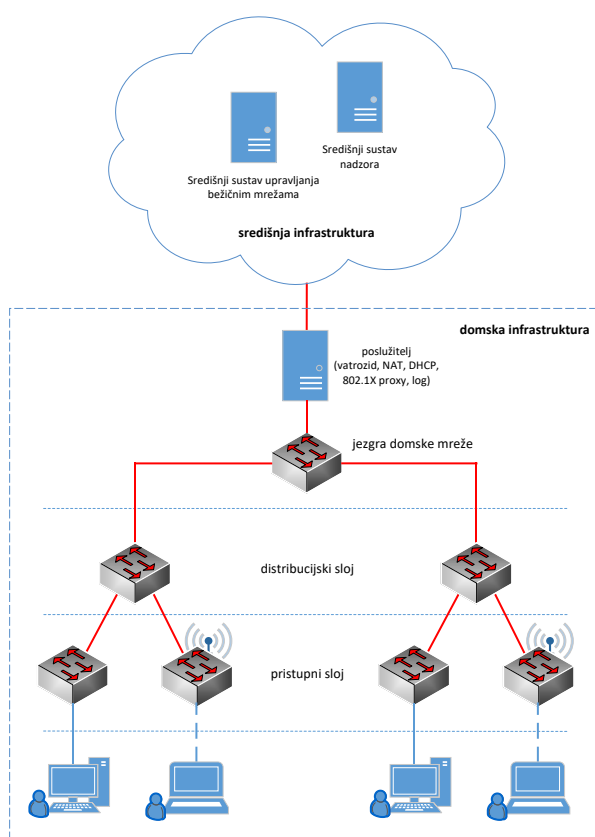 Središnji sustav
nadzora
Središnji sustav upravljanja
bežičnim mrežama
središnja infrastruktura
domska infrastruktura
poslužitelj
(vatrozid, NAT, DHCP,
802.1X proxy, log)
jezgra domske mreže
distribucijski sloj
pristupni sloj